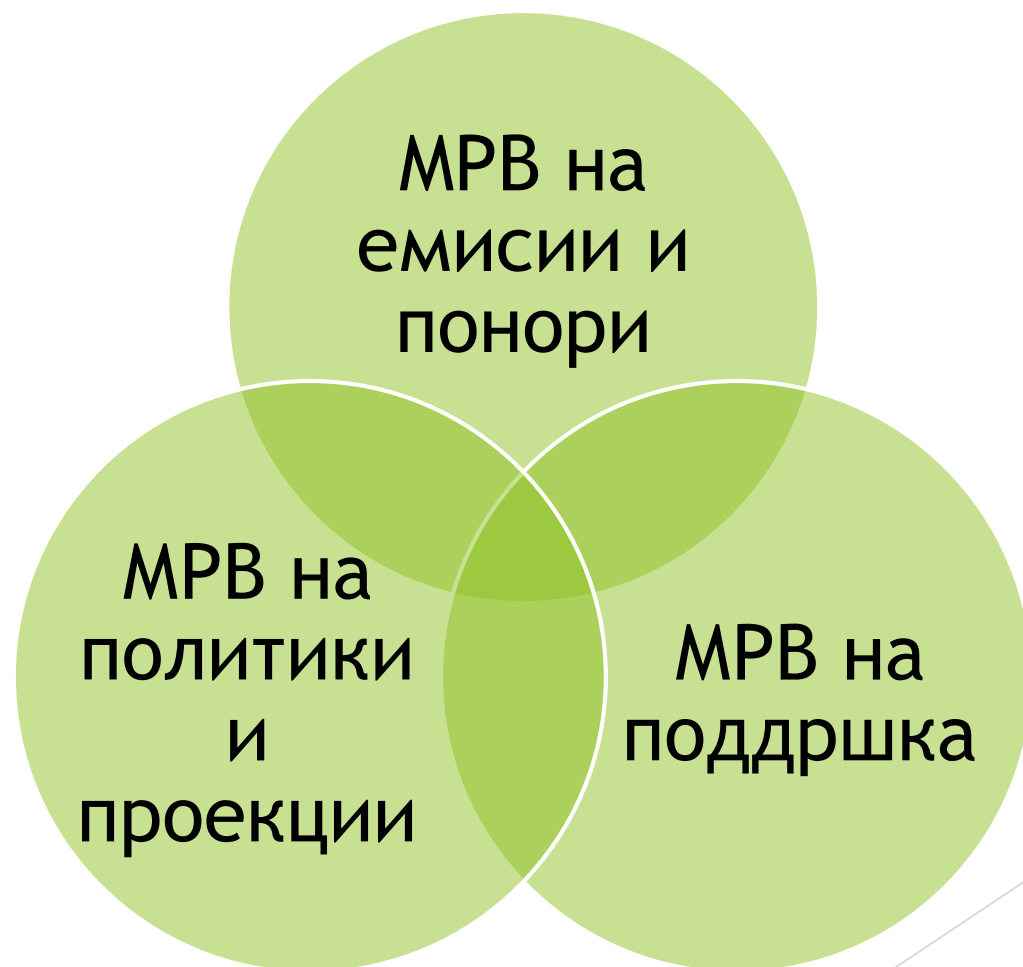 МРВ на
емисии и
понори
МРВ на
политики
и
проекции
МРВ на
поддршка